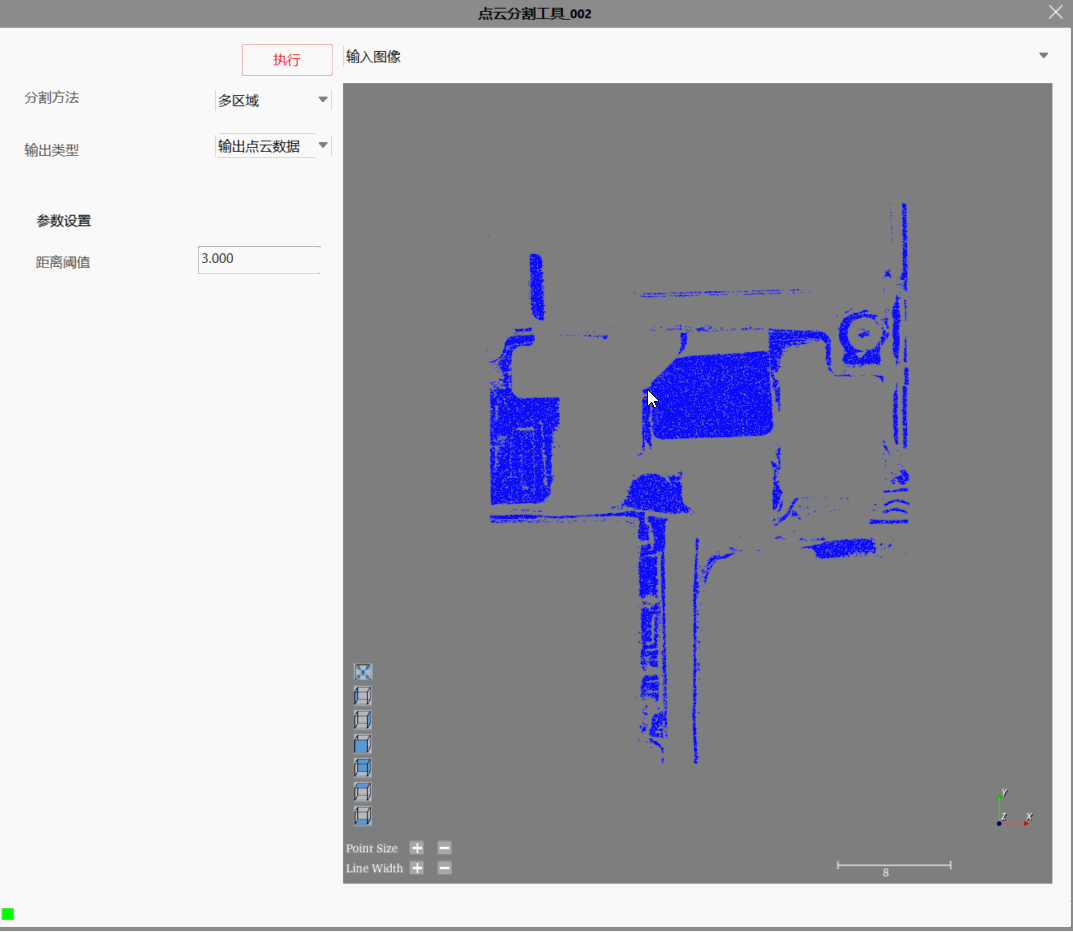 点云分割工具_002
执行
输入图像
分割方法
多区域
输出类型
输出点云数据
参数设置
距离阈值
3.000
Y
Z
X
Point Size
Line Width
8